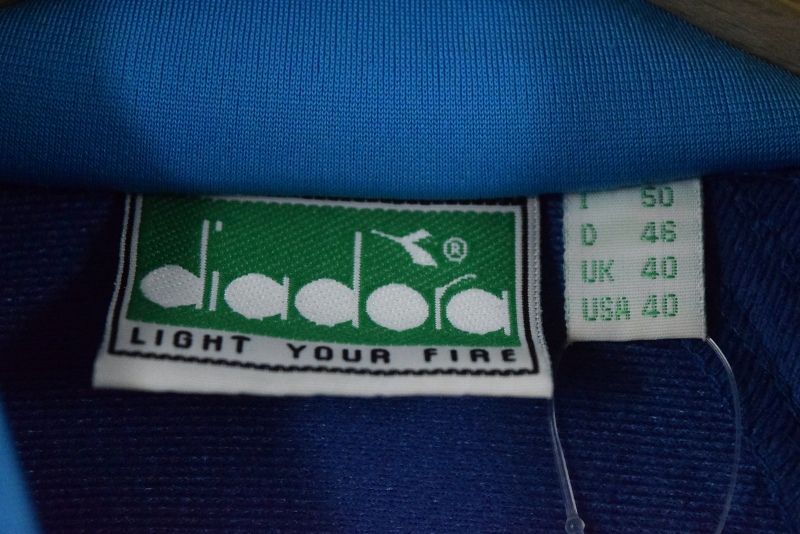 diadora ®
LIGHT YOUR FIRE
I 50
D 46
UK 40
USA 40